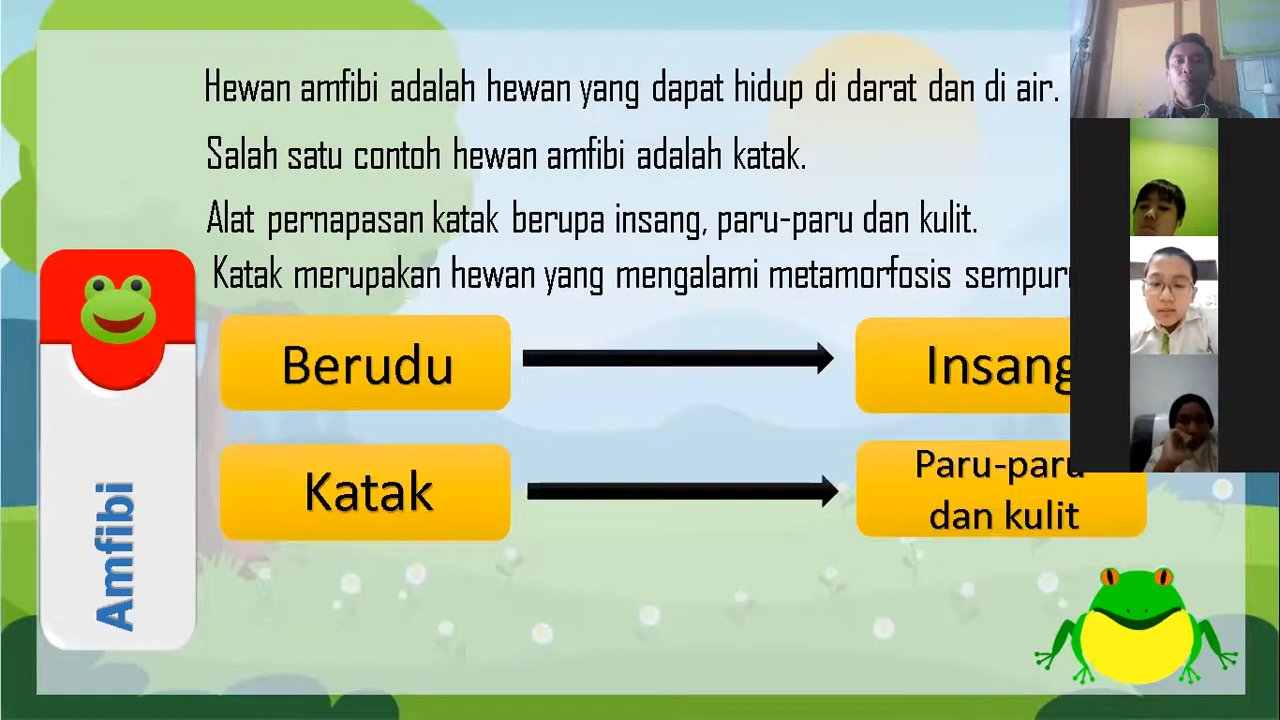 Hewan amfibi adalah hewan yang dapat hidup di darat dan di air.
Salah satu contoh hewan amfibi adalah katak.
Alat pernapasan katak berupa insang, paru-paru dan kulit.
Katak merupakan hewan yang mengalami metamorfosis
Berudu
Insang
Katak
Paru-paru
dan kulit
Amfibi